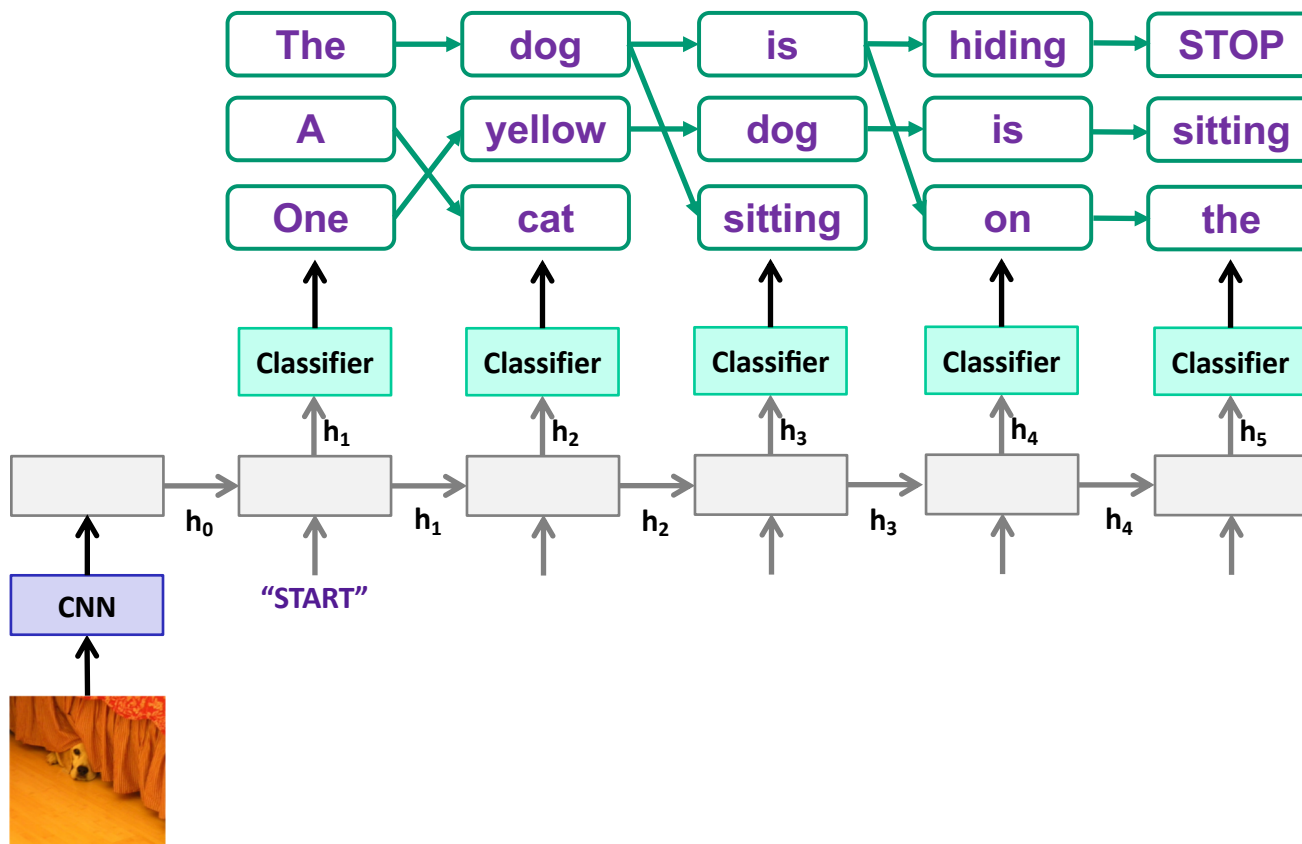 The dog is hiding STOP
A yellow dog is sitting
One cat sitting on the
Classifier Classifier Classifier Classifier Classifier
h₁ h₂ h₃ h₄ h₅
h₀ h₁ h₂ h₃ h₄
“START”
CNN